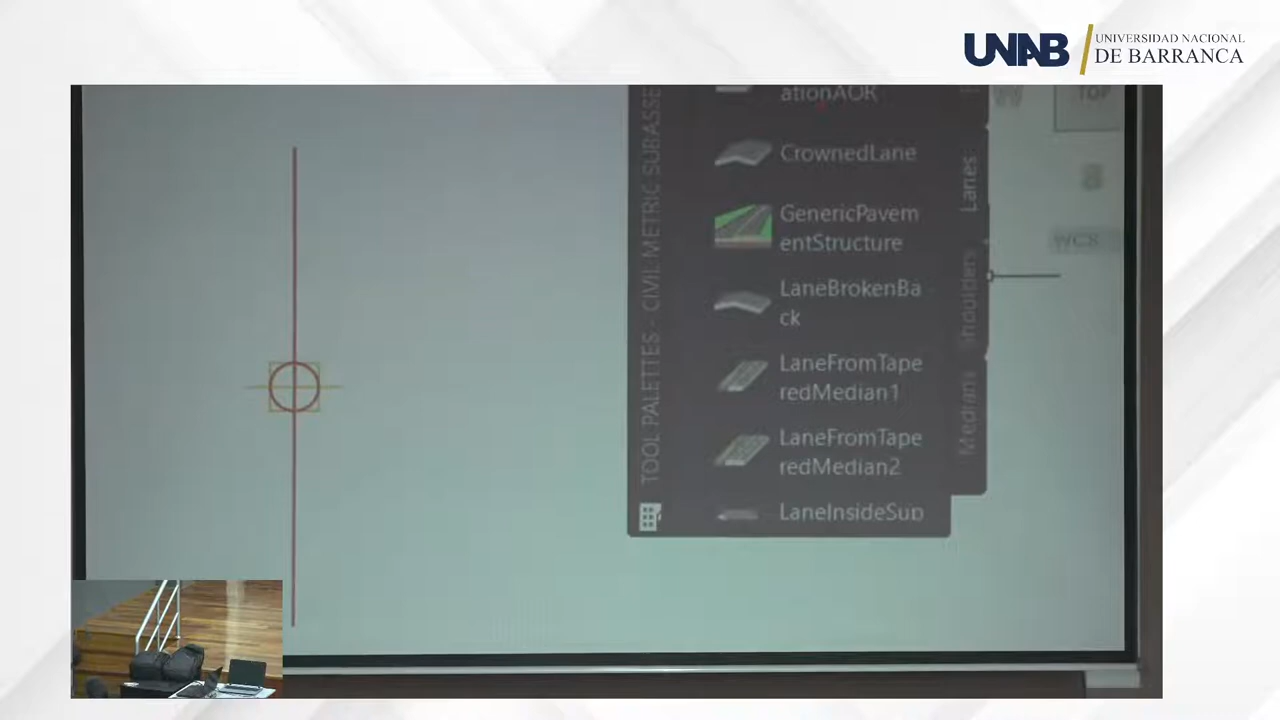 UNAB
UNIVERSIDAD NACIONAL
DE BARRANCA
ationAOR
TOP
CrownedLane
Lanes
GenericPavem
entStructure
WCS
LaneBrokenBa
ck
Shoulders
LaneFromTape
redMedian1
Medians
LaneFromTape
redMedian2
LaneInsideSup
TOOL PALETTES - CIVIL METRIC SUBASSE